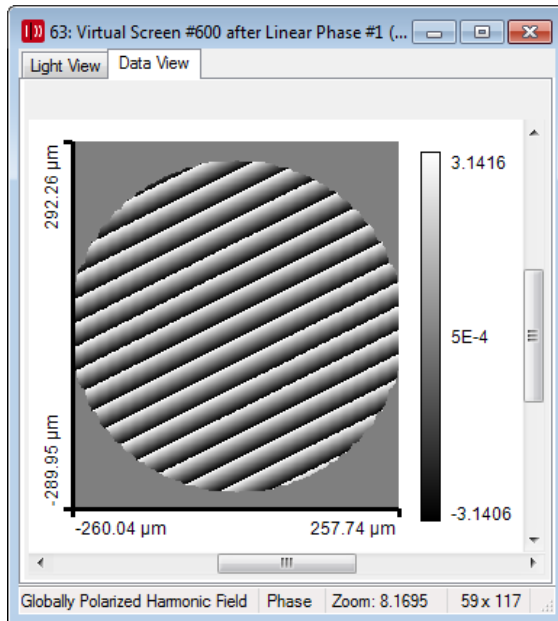 63: Virtual Screen #600 after Linear Phase #1 (...
Light View Data View
292.26 µm
-289.95 µm
-260.04 µm 257.74 µm
3.1416
5E-4
-3.1406
Globally Polarized Harmonic Field Phase Zoom: 8.1695 59 x 117